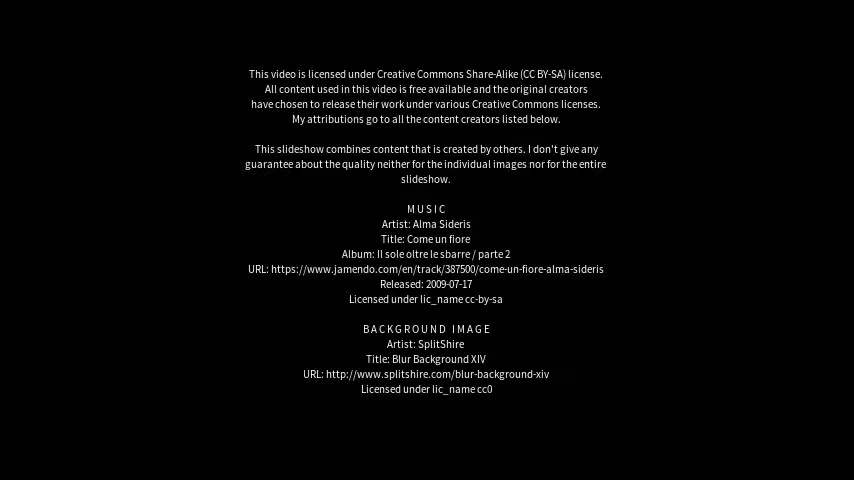 This video is licensed under Creative Commons Share-Alike (CC BY-SA) license.
All content used in this video is free available and the original creators
have chosen to release their work under various Creative Commons licenses.
My attributions go to all the content creators listed below.
This slideshow combines content that is created by others. I don't give any
guarantee about the quality neither for the individual images nor for the entire
slideshow.
MUSIC
Artist: Alma Sideris
Title: Come un fiore
Album: Il sole oltre le sbarre / parte 2
URL: https://www.jamendo.com/en/track/387500/come-un-fiore-alma-sideris
Released: 2009-07-17
Licensed under lic_name cc-by-sa
BACKGROUND IMAGE
Artist: SplitShire
Title: Blur Background XIV
URL: http://www.splitshire.com/blur-background-xiv
Licensed under lic_name cc0